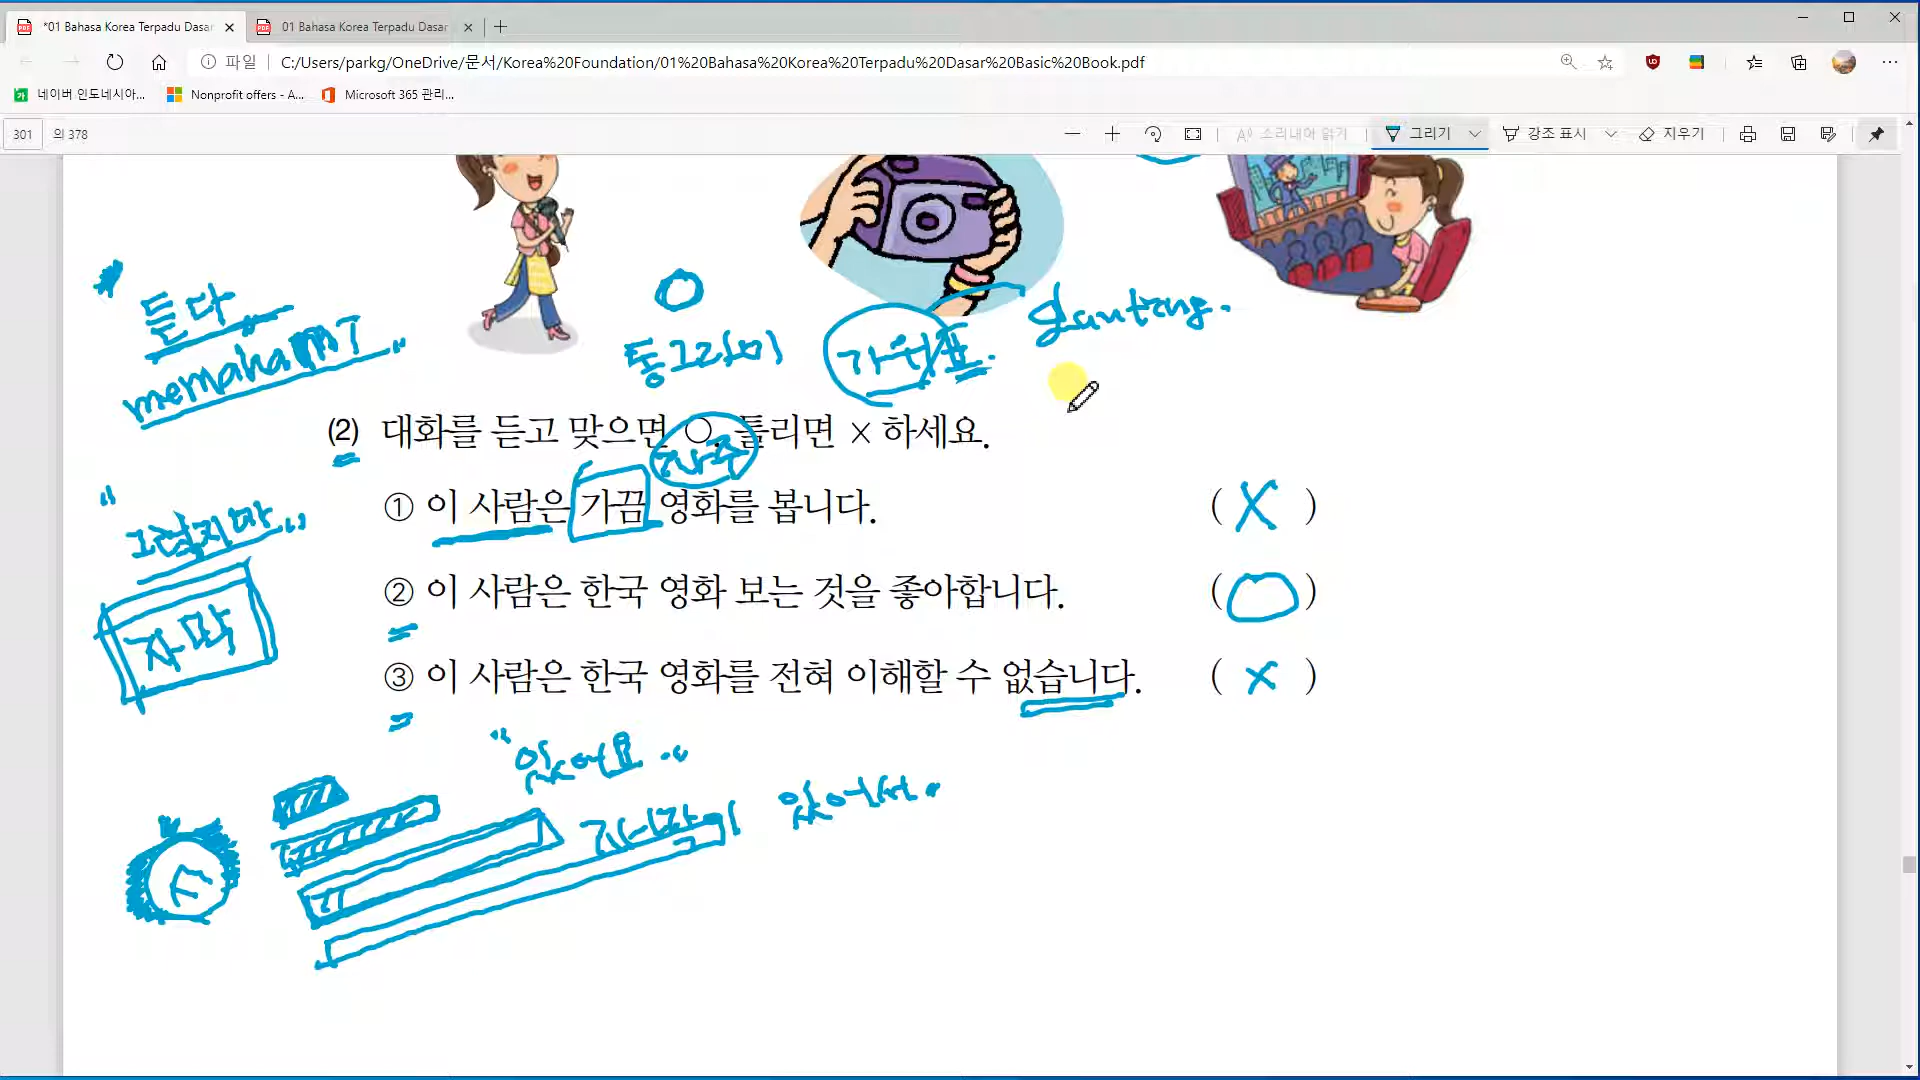 *01 Bahasa Korea Terpadu Dasar
01 Bahasa Korea Terpadu Dasar
파일 C:/Users/parkg/OneDrive/문서/Korea%20Foundation/01%20Bahasa%20Korea%20Terpadu%20Dasar%20Basic%20Book.pdf
네이버 인도네시아... Nonprofit offers - A... Microsoft 365 관리...
301 의 378 소리내어 읽기 그리기 강조 표시 지우기
듣다
동그라미 가위표. gunting.
(2) 대화를 듣고 맞으면 ○, 틀리면 × 하세요.
자주
① 이 사람은 가끔 영화를 봅니다. ( X )
그렇지만
② 이 사람은 한국 영화 보는 것을 좋아합니다. ( O )
자막
③ 이 사람은 한국 영화를 전혀 이해할 수 없습니다. ( X )
"있어요."
자막이 있어서.